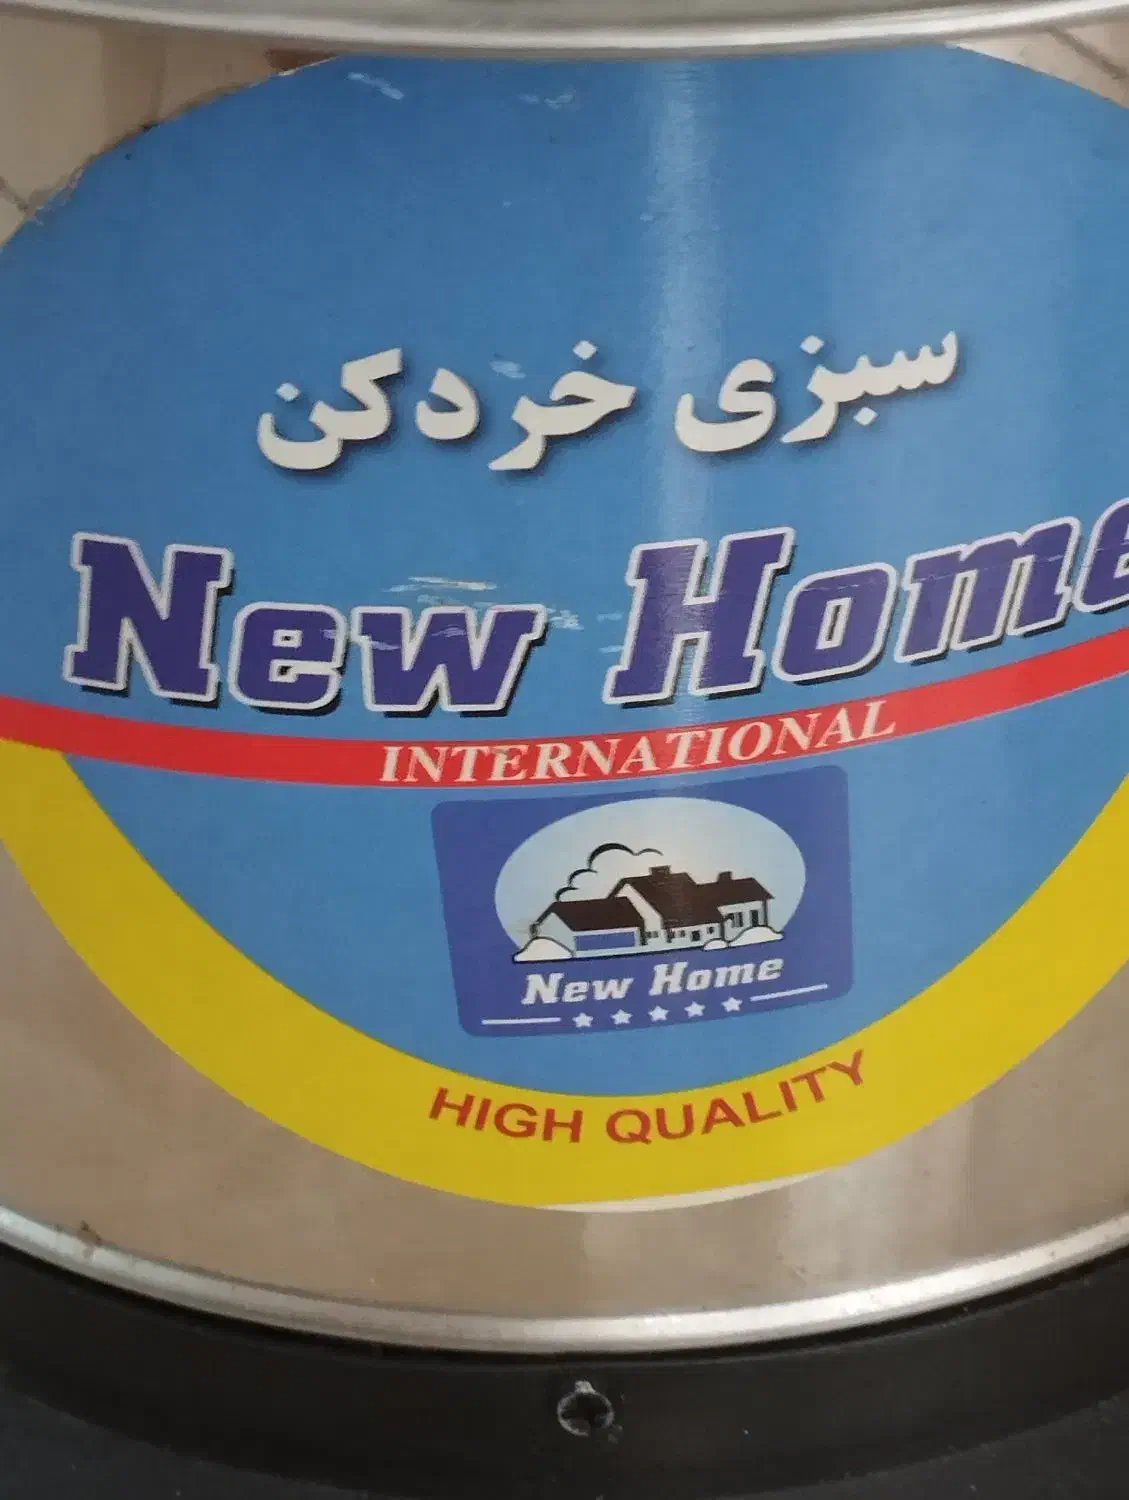 سبزی خردکن
New Home
INTERNATIONAL
New Home
HIGH QUALITY